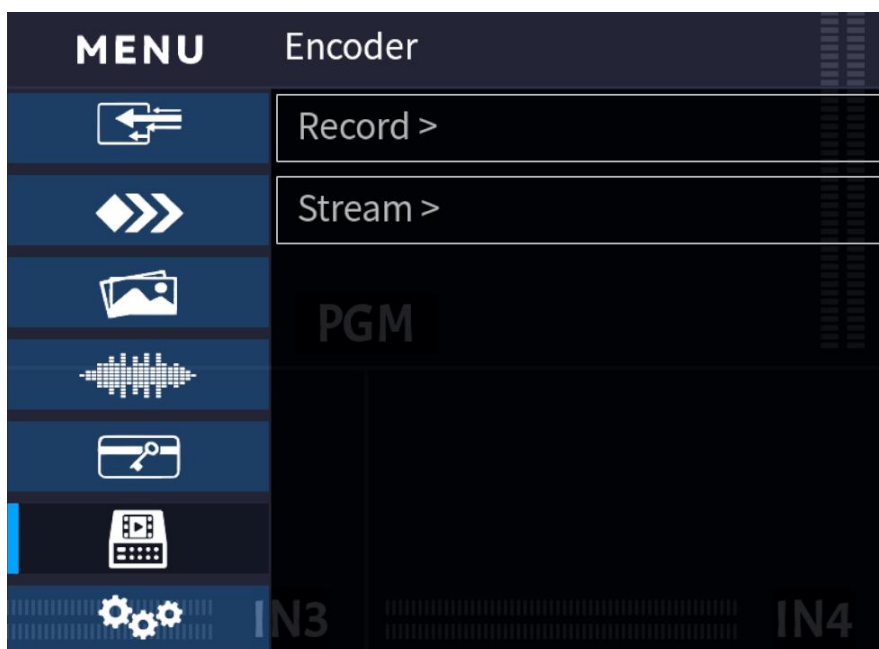 MENU Encoder
Record >
Stream >
PGM
IN3 IN4